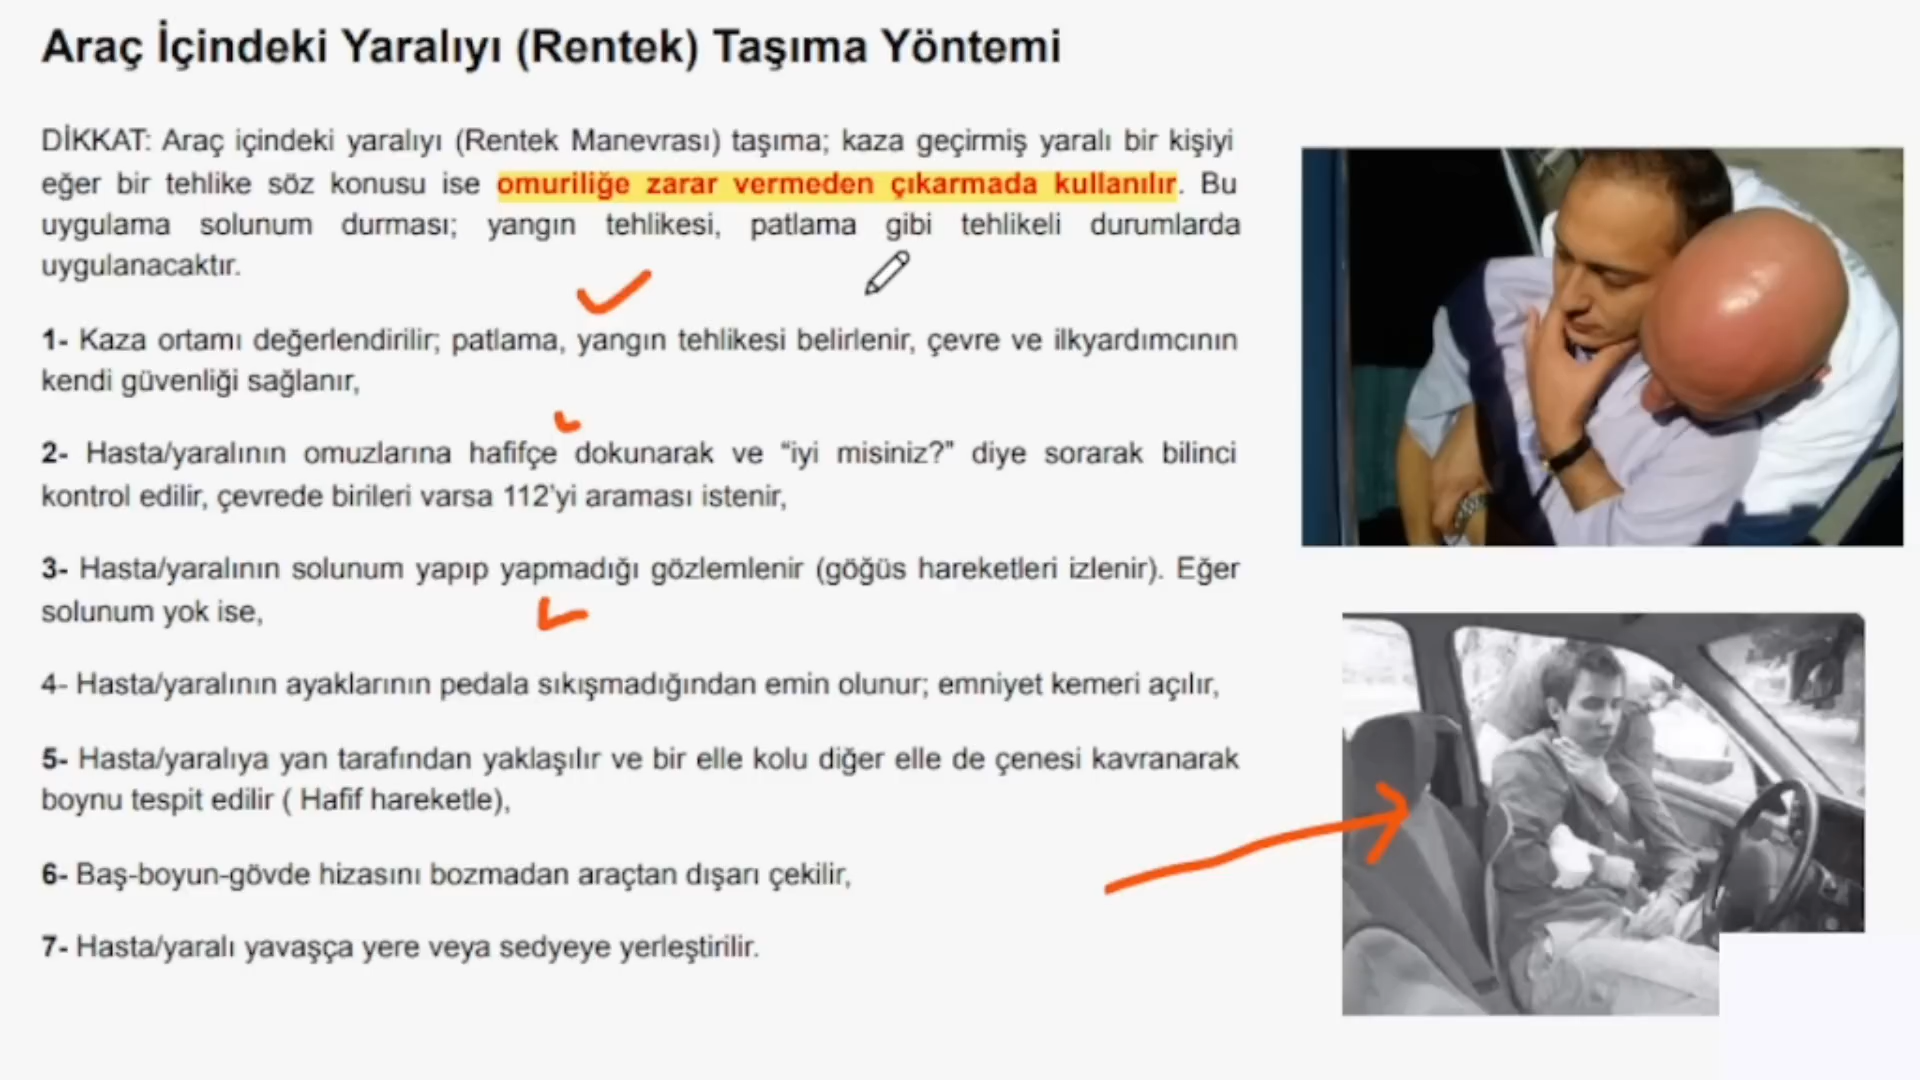 Araç İçindeki Yaralıyı (Rentek) Taşıma Yöntemi
DİKKAT: Araç içindeki yaralıyı (Rentek Manevrası) taşıma; kaza geçirmiş yaralı bir kişiyi
eğer bir tehlike söz konusu ise omuriliğe zarar vermeden çıkarmada kullanılır. Bu
uygulama solunum durması; yangın tehlikesi, patlama gibi tehlikeli durumlarda
uygulanacaktır.
1- Kaza ortamı değerlendirilir; patlama, yangın tehlikesi belirlenir, çevre ve ilkyardımcının
kendi güvenliği sağlanır,
2- Hasta/yaralının omuzlarına hafifçe dokunarak ve “iyi misiniz?” diye sorarak bilinci
kontrol edilir, çevrede birileri varsa 112’yi araması istenir,
3- Hasta/yaralının solunum yapıp yapmadığı gözlemlenir (göğüs hareketleri izlenir). Eğer
solunum yok ise,
4- Hasta/yaralının ayaklarının pedala sıkışmadığından emin olunur; emniyet kemeri açılır,
5- Hasta/yaralıya yan tarafından yaklaşılır ve bir elle kolu diğer elle de çenesi kavranarak
boynu tespit edilir ( Hafif hareketle),
6- Baş-boyun-gövde hizasını bozmadan araçtan dışarı çekilir,
7- Hasta/yaralı yavaşça yere veya sedyeye yerleştirilir.